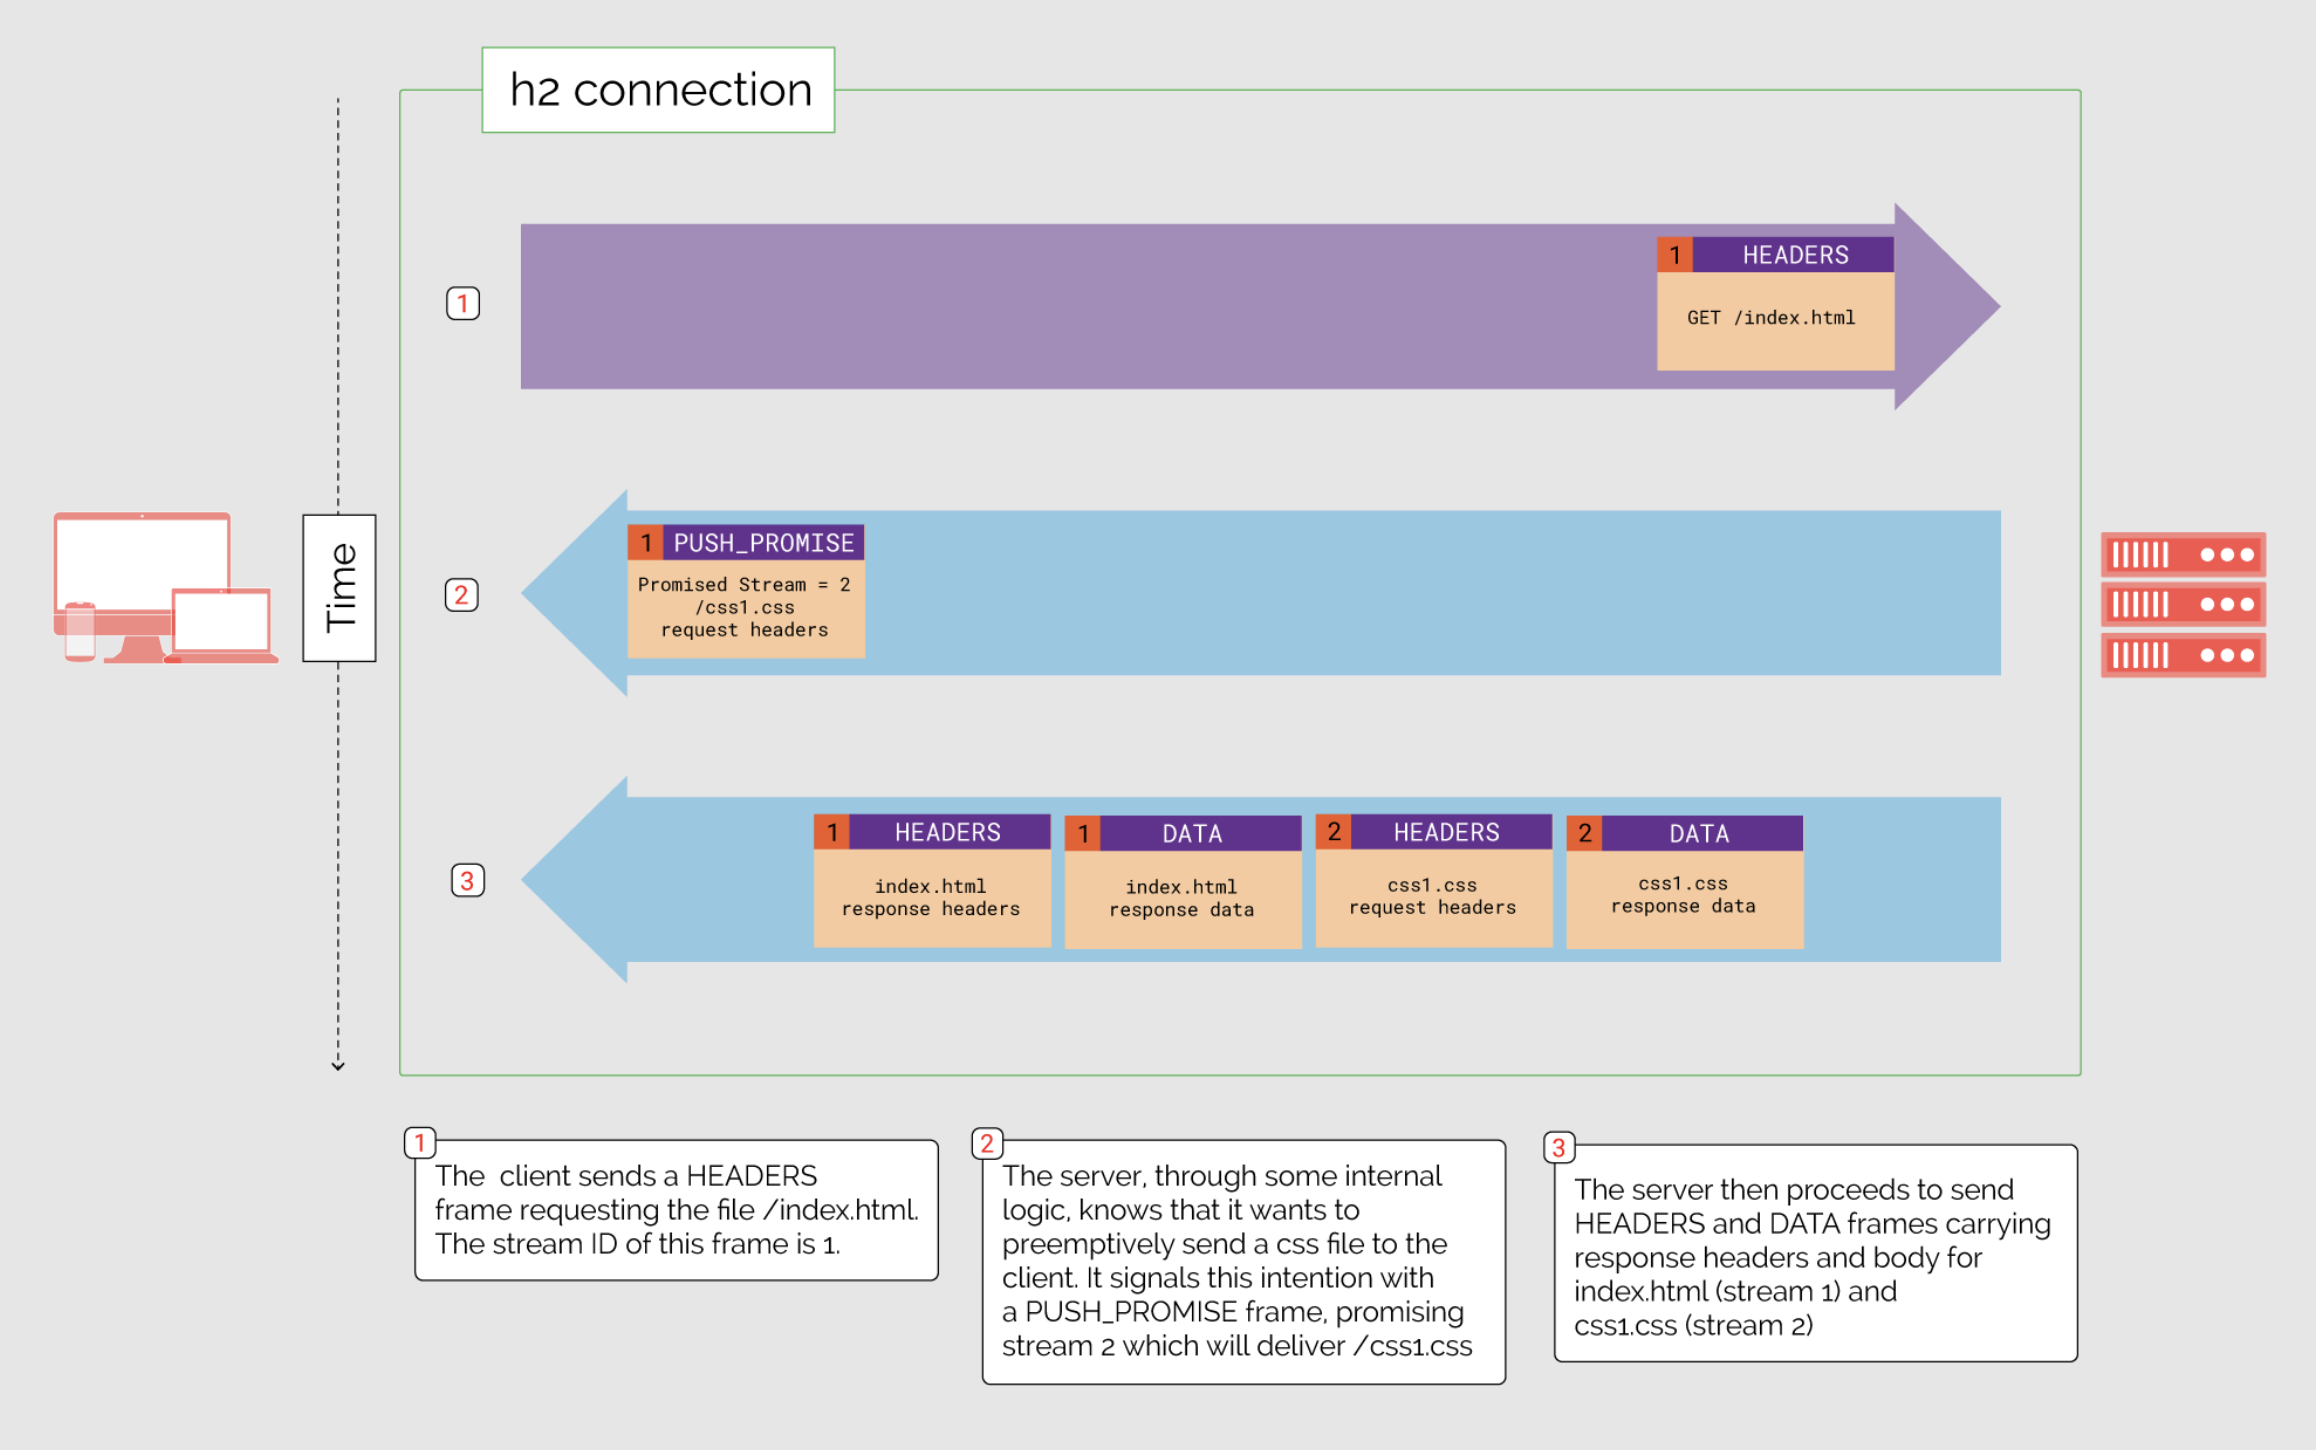 h2 connection
1
1 HEADERS
GET /index.html
Time
2
1 PUSH_PROMISE
Promised Stream = 2
/css1.css
request headers
3
1 HEADERS
index.html
response headers
1 DATA
index.html
response data
2 HEADERS
css1.css
request headers
2 DATA
css1.css
response data
1
The client sends a HEADERS
frame requesting the file /index.html.
The stream ID of this frame is 1.
2
The server, through some internal
logic, knows that it wants to
preemptively send a css file to the
client. It signals this intention with
a PUSH_PROMISE frame, promising
stream 2 which will deliver /css1.css
3
The server then proceeds to send
HEADERS and DATA frames carrying
response headers and body for
index.html (stream 1) and
css1.css (stream 2)